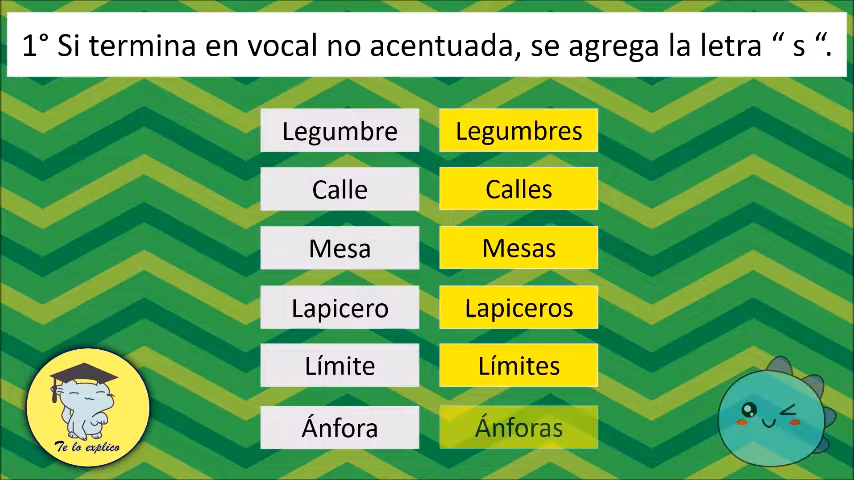 1° Si termina en vocal no acentuada, se agrega la letra “ s “.
Legumbre Legumbres
Calle Calles
Mesa Mesas
Lapicero Lapiceros
Límite Límites
Ánfora Ánforas
Te lo explico